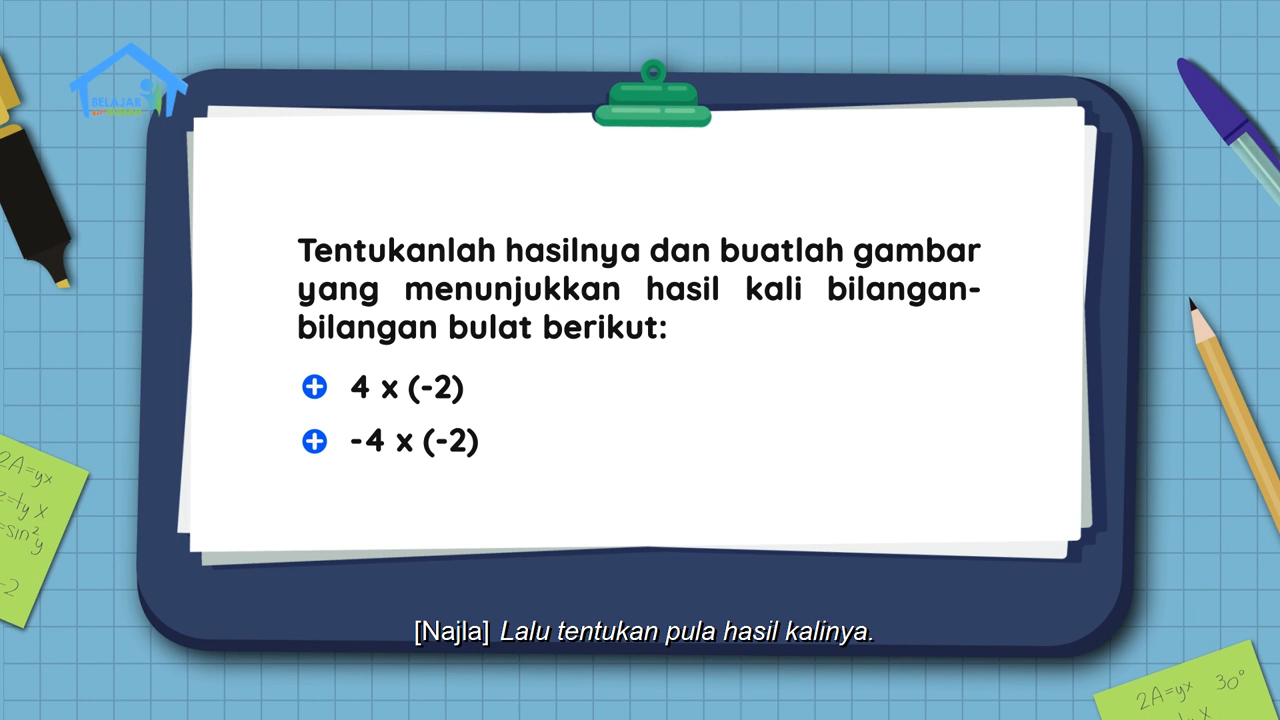 BELAJAR
Tentukanlah hasilnya dan buatlah gambar
yang menunjukkan hasil kali bilangan-
bilangan bulat berikut:
4 x (-2)
-4 x (-2)
2A=yx
[Najla] Lalu tentukan pula hasil kalinya.
2A=yx 30°